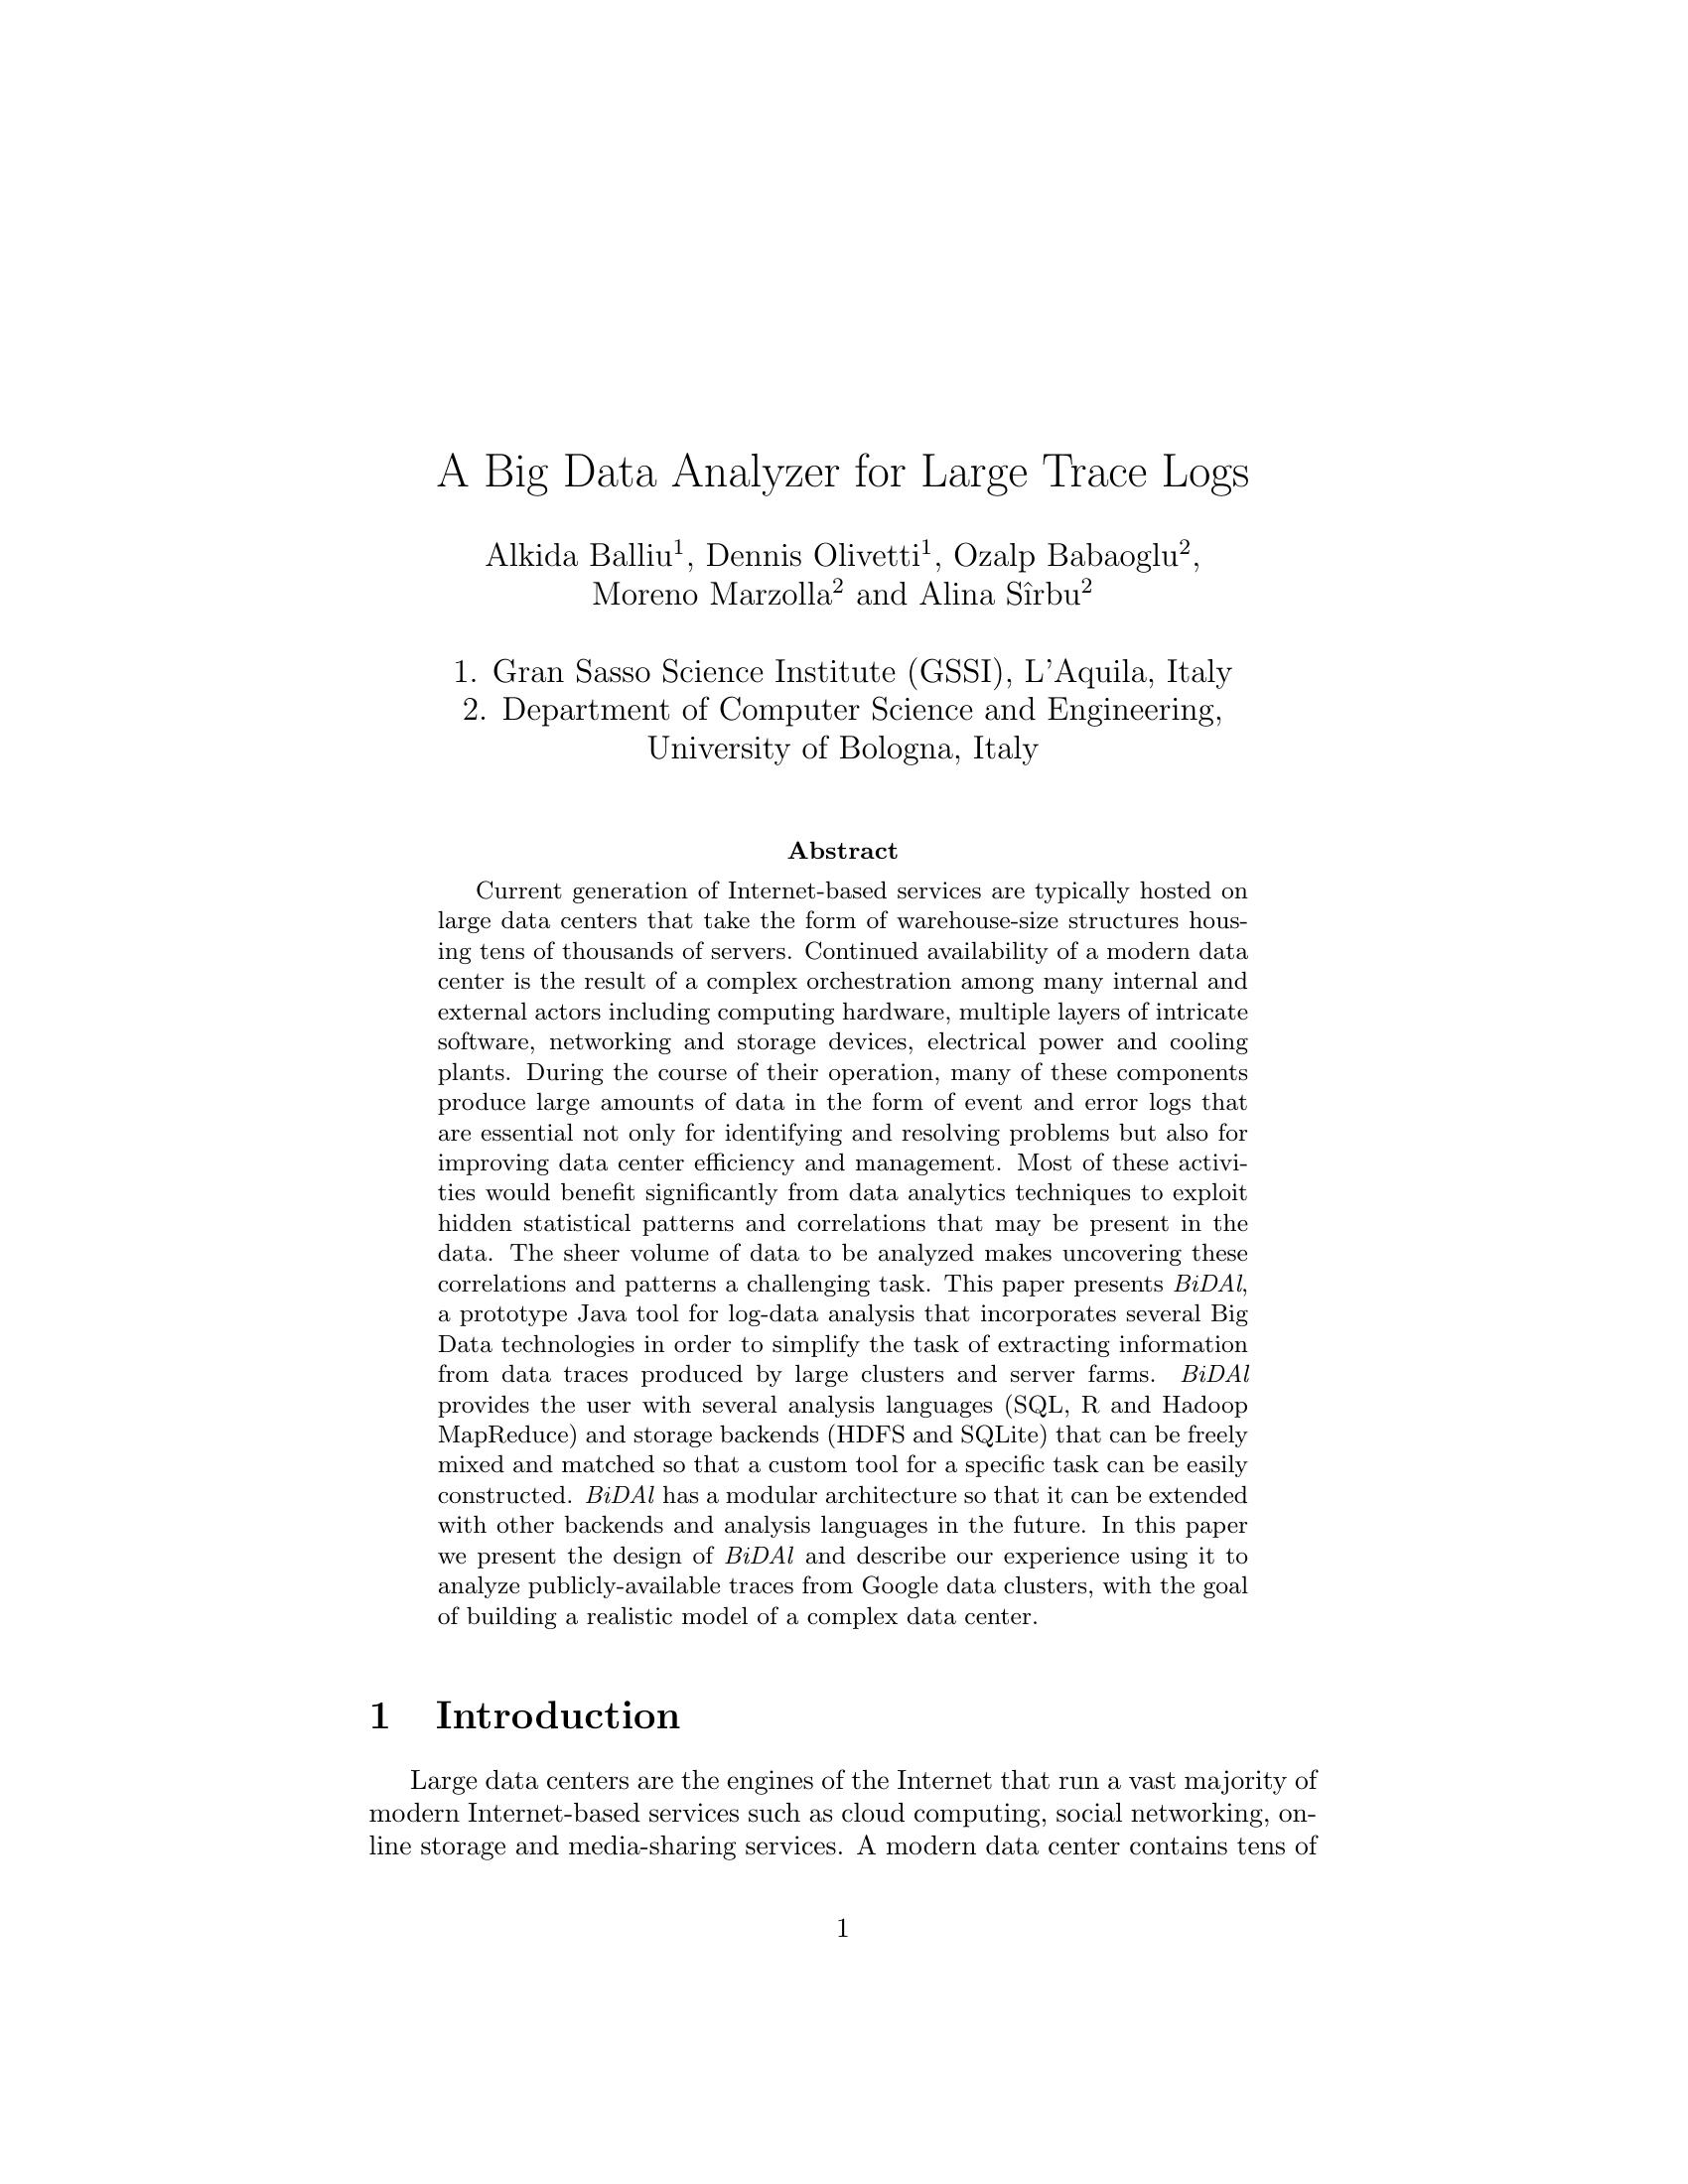 A Big Data Analyzer for Large Trace Logs
Alkida Balliu¹, Dennis Olivetti¹, Ozalp Babaoglu²,
Moreno Marzolla² and Alina Sîrbu²
1. Gran Sasso Science Institute (GSSI), L'Aquila, Italy
2. Department of Computer Science and Engineering,
University of Bologna, Italy
Abstract
Current generation of Internet-based services are typically hosted on
large data centers that take the form of warehouse-size structures hous-
ing tens of thousands of servers. Continued availability of a modern data
center is the result of a complex orchestration among many internal and
external actors including computing hardware, multiple layers of intricate
software, networking and storage devices, electrical power and cooling
plants. During the course of their operation, many of these components
produce large amounts of data in the form of event and error logs that
are essential not only for identifying and resolving problems but also for
improving data center efficiency and management. Most of these activi-
ties would benefit significantly from data analytics techniques to exploit
hidden statistical patterns and correlations that may be present in the
data. The sheer volume of data to be analyzed makes uncovering these
correlations and patterns a challenging task. This paper presents BiDAl,
a prototype Java tool for log-data analysis that incorporates several Big
Data technologies in order to simplify the task of extracting information
from data traces produced by large clusters and server farms. BiDAl
provides the user with several analysis languages (SQL, R and Hadoop
MapReduce) and storage backends (HDFS and SQLite) that can be freely
mixed and matched so that a custom tool for a specific task can be easily
constructed. BiDAl has a modular architecture so that it can be extended
with other backends and analysis languages in the future. In this paper
we present the design of BiDAl and describe our experience using it to
analyze publicly-available traces from Google data clusters, with the goal
of building a realistic model of a complex data center.
1 Introduction
Large data centers are the engines of the Internet that run a vast majority of
modern Internet-based services such as cloud computing, social networking, on-
line storage and media-sharing services. A modern data center contains tens of
1